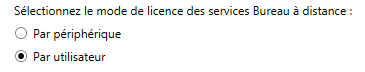 Sélectionnez le mode de licence des services Bureau à distance :
Par périphérique
Par utilisateur